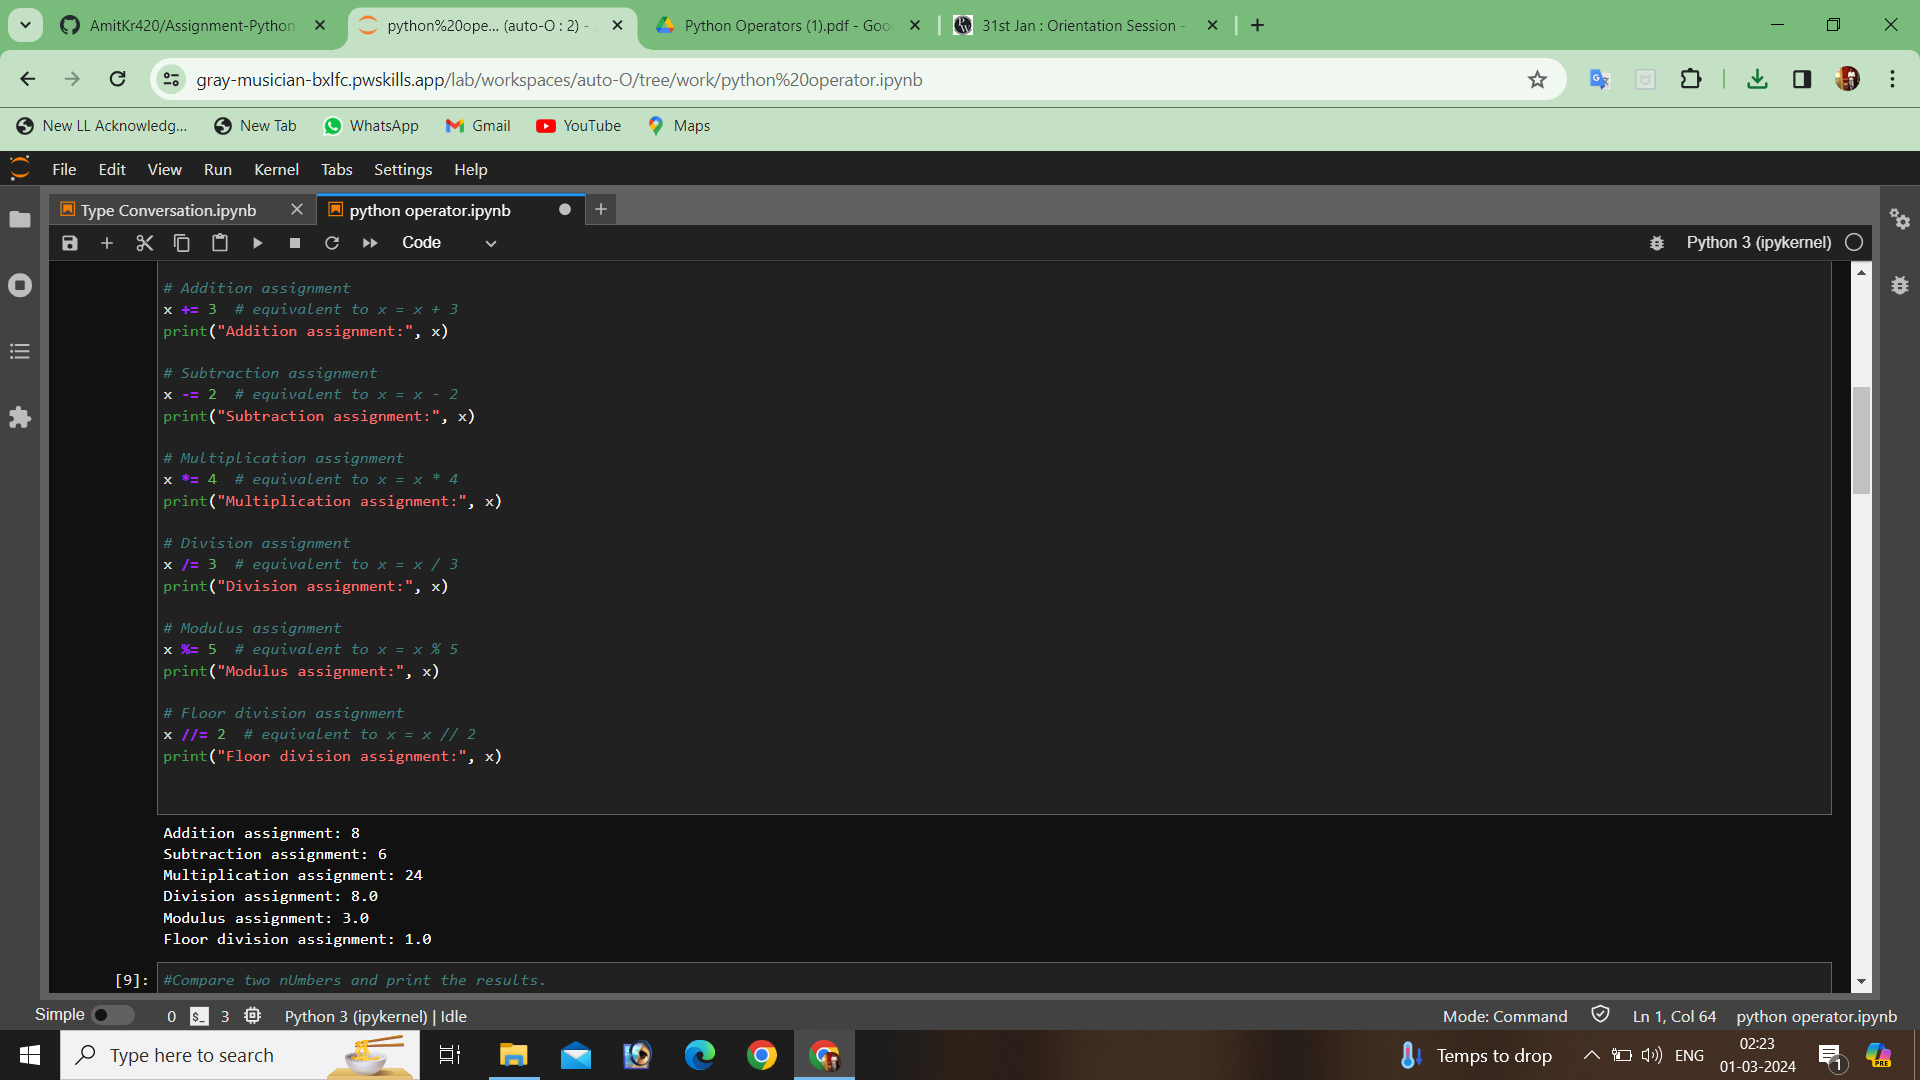 AmitKr420/Assignment-Python-
python%20ope... (auto-O : 2) -
Python Operators (1).pdf - Goo
31st Jan : Orientation Session -
gray-musician-bxlfc.pwskills.app/lab/workspaces/auto-O/tree/work/python%20operator.ipynb
New LL Acknowledg...
New Tab
WhatsApp
Gmail
YouTube
Maps
File Edit View Run Kernel Tabs Settings Help
Type Conversation.ipynb
python operator.ipynb
Code
Python 3 (ipykernel)
# Addition assignment
x += 3  # equivalent to x = x + 3
print("Addition assignment:", x)
# Subtraction assignment
x -= 2  # equivalent to x = x - 2
print("Subtraction assignment:", x)
# Multiplication assignment
x *= 4  # equivalent to x = x * 4
print("Multiplication assignment:", x)
# Division assignment
x /= 3  # equivalent to x = x / 3
print("Division assignment:", x)
# Modulus assignment
x %= 5  # equivalent to x = x % 5
print("Modulus assignment:", x)
# Floor division assignment
x //= 2  # equivalent to x = x // 2
print("Floor division assignment:", x)
Addition assignment: 8
Subtraction assignment: 6
Multiplication assignment: 24
Division assignment: 8.0
Modulus assignment: 3.0
Floor division assignment: 1.0
[9]: #Compare two nUmbers and print the results.
Simple 0 $_ 3 Python 3 (ipykernel) | Idle
Mode: Command Ln 1, Col 64 python operator.ipynb
Type here to search
Temps to drop
ENG
02:23
01-03-2024
1
PRE